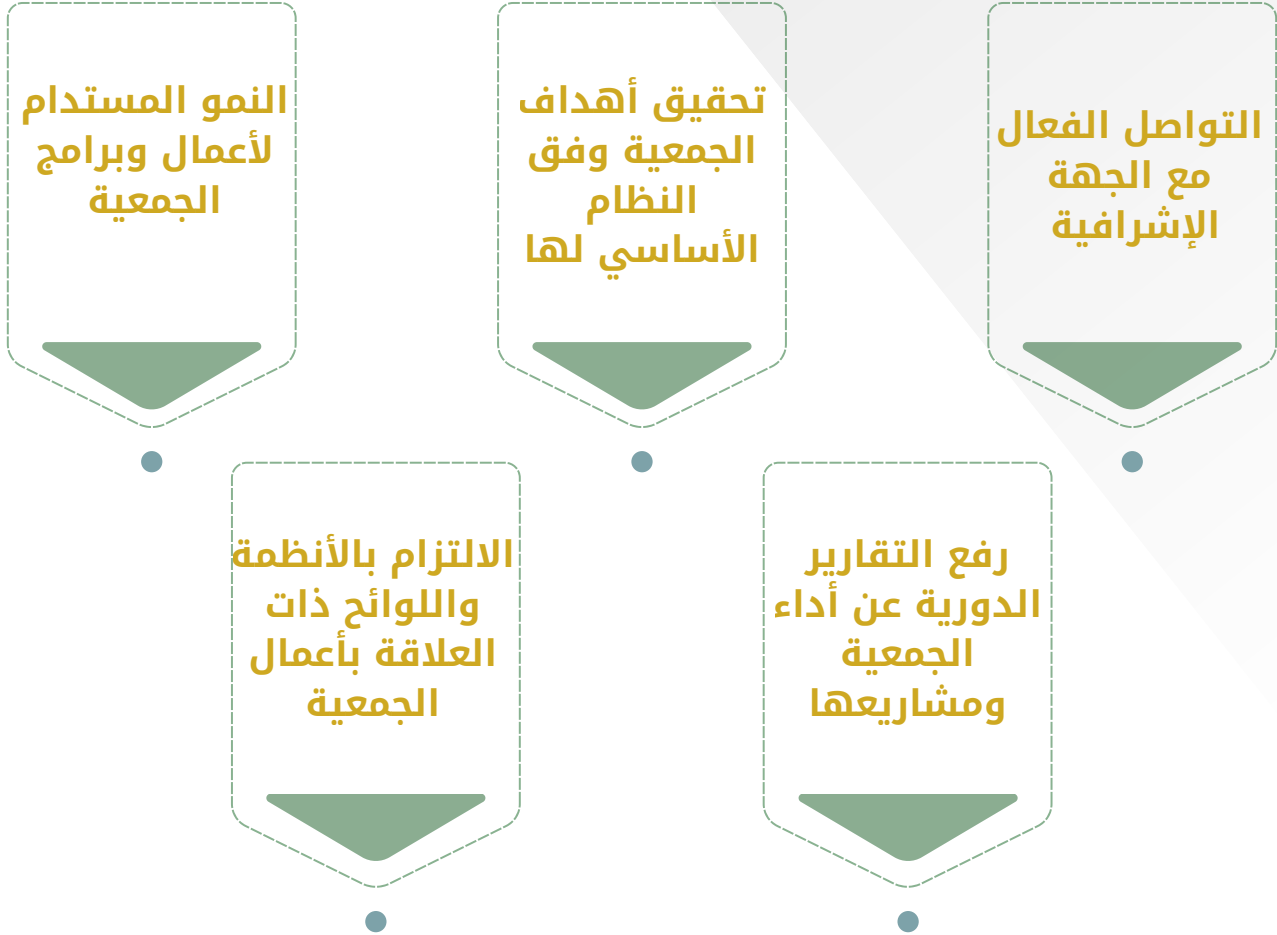 التواصل الفعال
مع الجهة
الإشرافية
تحقيق أهداف
الجمعية وفق
النظام
الأساسي لها
النمو المستدام
لأعمال وبرامج
الجمعية
رفع التقارير
الدورية عن أداء
الجمعية
ومشاريعها
الالتزام بالأنظمة
واللوائح ذات
العلاقة بأعمال
الجمعية